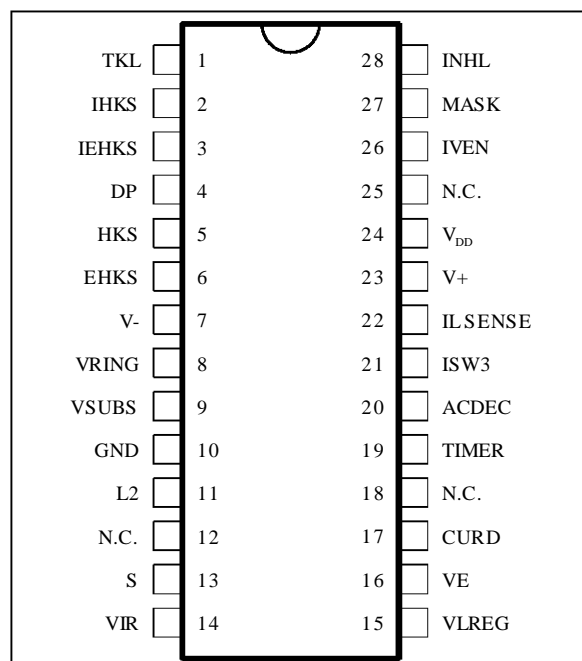 TKL 1 28 INHL
IHKS 2 27 MASK
IEHKS 3 26 IVEN
DP 4 25 N.C.
HKS 5 24 VDD
EHKS 6 23 V+
V- 7 22 ILSENSE
VRING 8 21 ISW3
VSUBS 9 20 ACDEC
GND 10 19 TIMER
L2 11 18 N.C.
N.C. 12 17 CURD
S 13 16 VE
VIR 14 15 VLREG